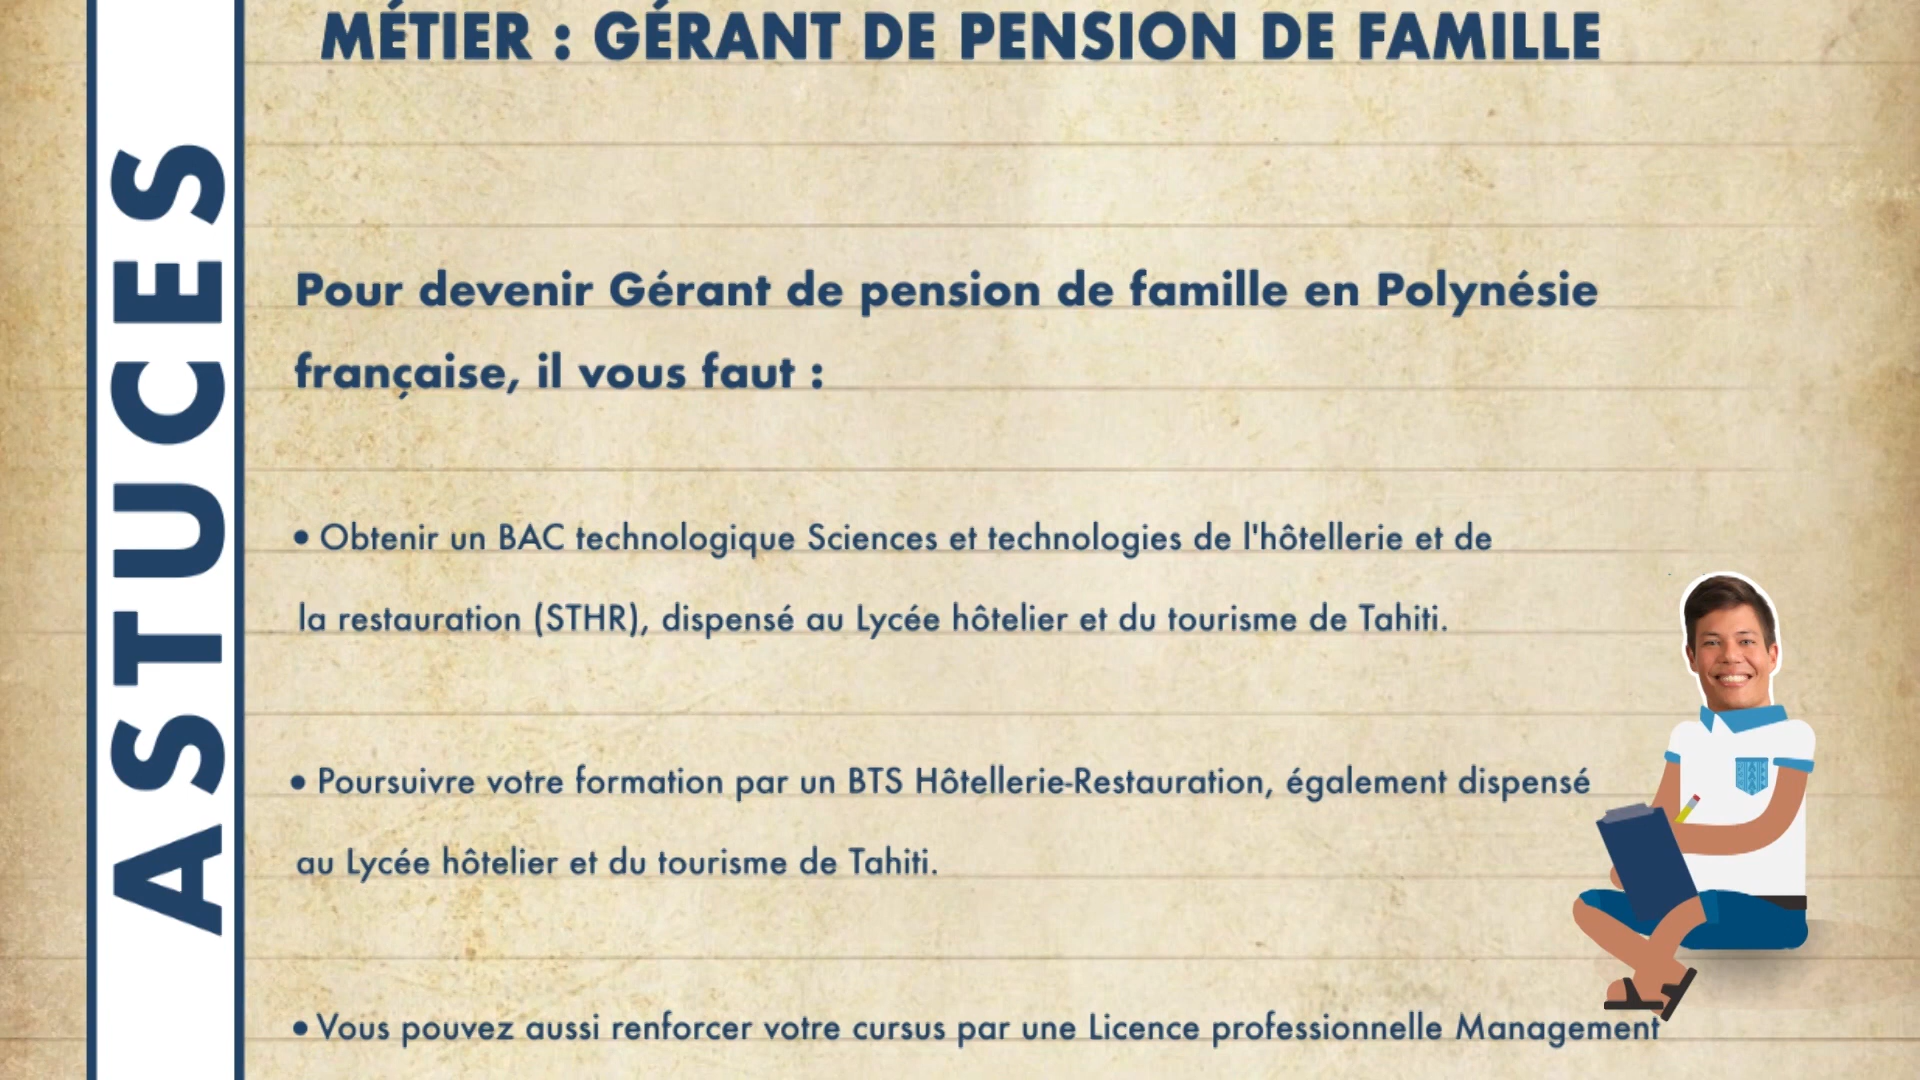 MÉTIER : GÉRANT DE PENSION DE FAMILLE
ASTUCES
Pour devenir Gérant de pension de famille en Polynésie
française, il vous faut :
• Obtenir un BAC technologique Sciences et technologies de l'hôtellerie et de
la restauration (STHR), dispensé au Lycée hôtelier et du tourisme de Tahiti.
• Poursuivre votre formation par un BTS Hôtellerie-Restauration, également dispensé
au Lycée hôtelier et du tourisme de Tahiti.
• Vous pouvez aussi renforcer votre cursus par une Licence professionnelle Management